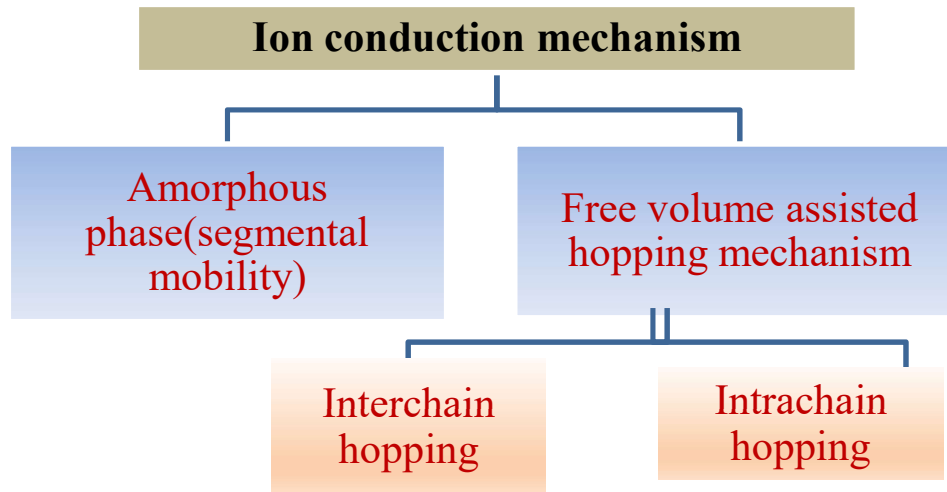 Ion conduction mechanism
Amorphous
phase(segmental
mobility)
Free volume assisted
hopping mechanism
Interchain
hopping
Intrachain
hopping